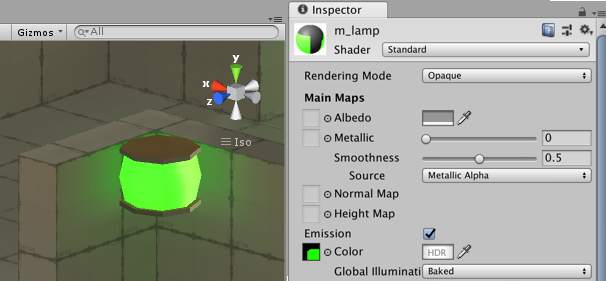 Gizmos
All
y
x
z
Iso
Inspector
m_lamp
Shader
Standard
Rendering Mode
Opaque
Main Maps
Albedo
Metallic
0
Smoothness
0.5
Source
Metallic Alpha
Normal Map
Height Map
Emission
Color
HDR
Global Illuminati
Baked